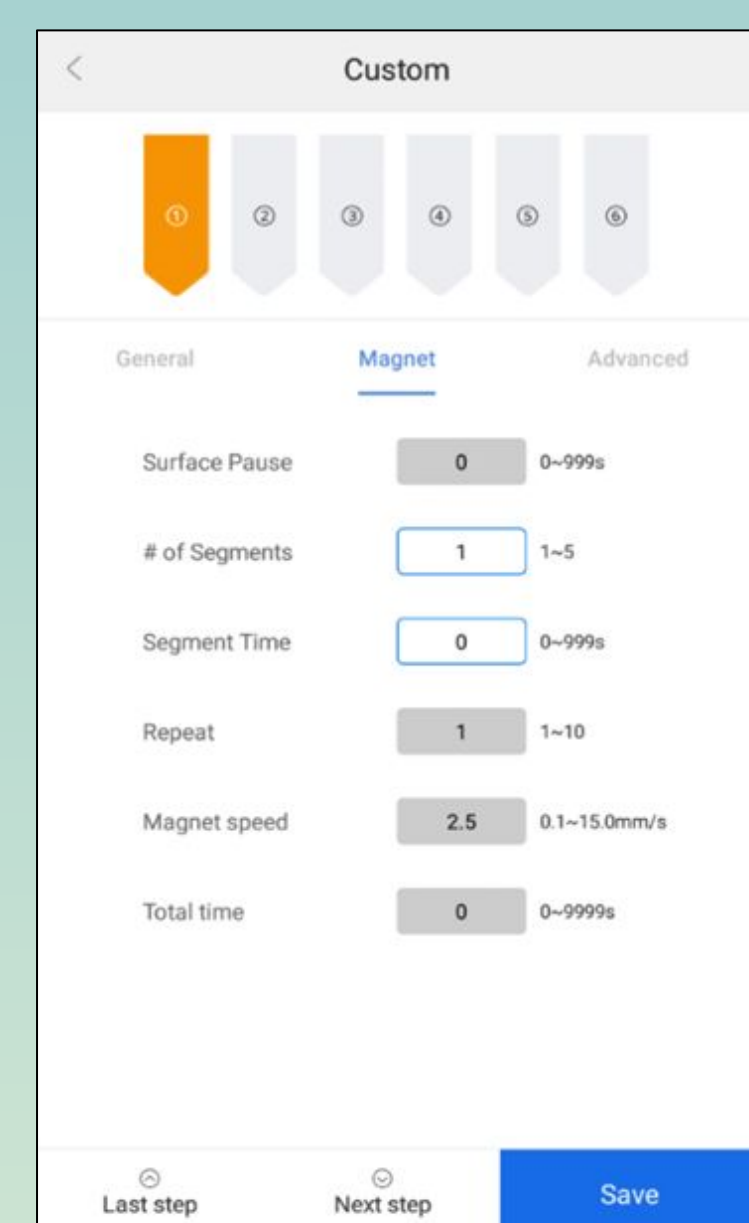 Custom
① ② ③ ④ ⑤ ⑥
General Magnet Advanced
Surface Pause 0 0~999s
# of Segments 1 1~5
Segment Time 0 0~999s
Repeat 1 1~10
Magnet speed 2.5 0.1~15.0mm/s
Total time 0 0~9999s
Last step Next step Save